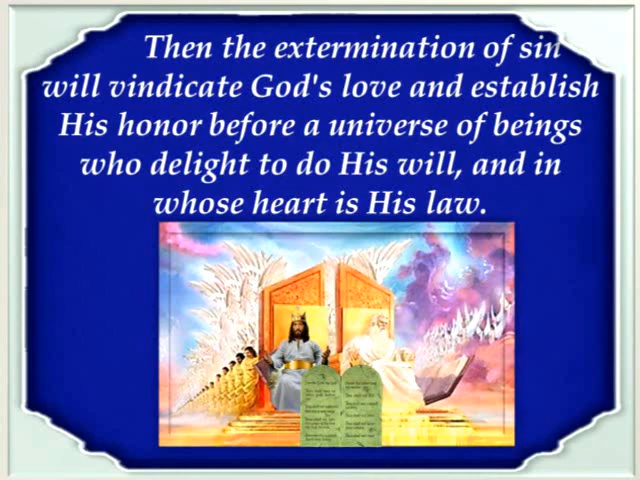 Then the extermination of sin
will vindicate God's love and establish
His honor before a universe of beings
who delight to do His will, and in
whose heart is His law.